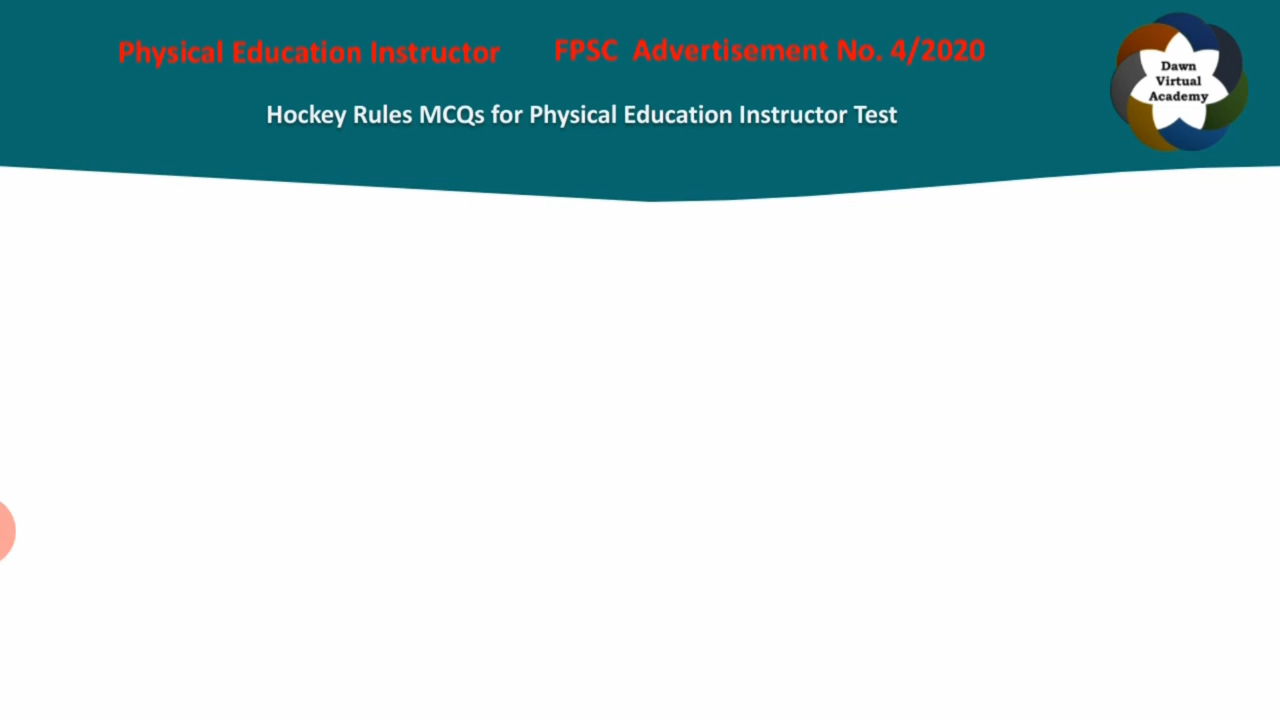 Physical Education Instructor FPSC Advertisement No. 4/2020
Hockey Rules MCQs for Physical Education Instructor Test
Dawn
Virtual
Academy